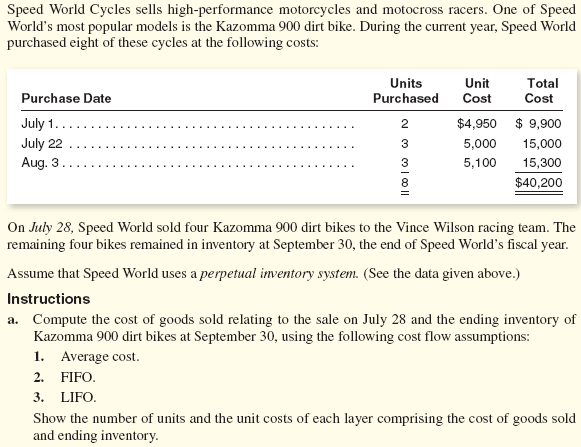 Speed World Cycles sells high-performance motorcycles and motocross racers. One of Speed
World's most popular models is the Kazomma 900 dirt bike. During the current year, Speed World
purchased eight of these cycles at the following costs:
Units Unit Total
Purchase Date Purchased Cost Cost
July 1. . . . . . . . . . . . . . . . . . . . . . . . . . . . . . . . . . 2 $4,950 $ 9,900
July 22 . . . . . . . . . . . . . . . . . . . . . . . . . . . . . . . . . 3 5,000 15,000
Aug. 3 . . . . . . . . . . . . . . . . . . . . . . . . . . . . . . . . . 3 5,100 15,300
8 $40,200
On July 28, Speed World sold four Kazomma 900 dirt bikes to the Vince Wilson racing team. The
remaining four bikes remained in inventory at September 30, the end of Speed World's fiscal year.
Assume that Speed World uses a perpetual inventory system. (See the data given above.)
Instructions
a. Compute the cost of goods sold relating to the sale on July 28 and the ending inventory of
Kazomma 900 dirt bikes at September 30, using the following cost flow assumptions:
1. Average cost.
2. FIFO.
3. LIFO.
Show the number of units and the unit costs of each layer comprising the cost of goods sold
and ending inventory.